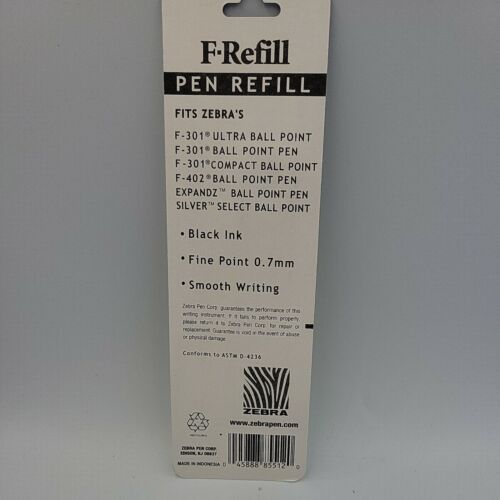 F-Refill
PEN REFILL
FITS ZEBRA'S
F-301® ULTRA BALL POINT
F-301® BALL POINT PEN
F-301® COMPACT BALL POINT
F-402® BALL POINT PEN
EXPANDZ™ BALL POINT PEN
SILVER™ SELECT BALL POINT
• Black Ink
• Fine Point 0.7mm
• Smooth Writing
Zebra Pen Corp. guarantees the performance of this
writing instrument. If it fails to perform properly,
please return it to Zebra Pen Corp. for repair or
replacement. Guarantee is void in the event of abuse
or physical damage.
Conforms to ASTM D-4236
ZEBRA
www.zebrapen.com
ZEBRA PEN CORP.
EDISON, NJ 08837
MADE IN INDONESIA
0 45888 85512 0